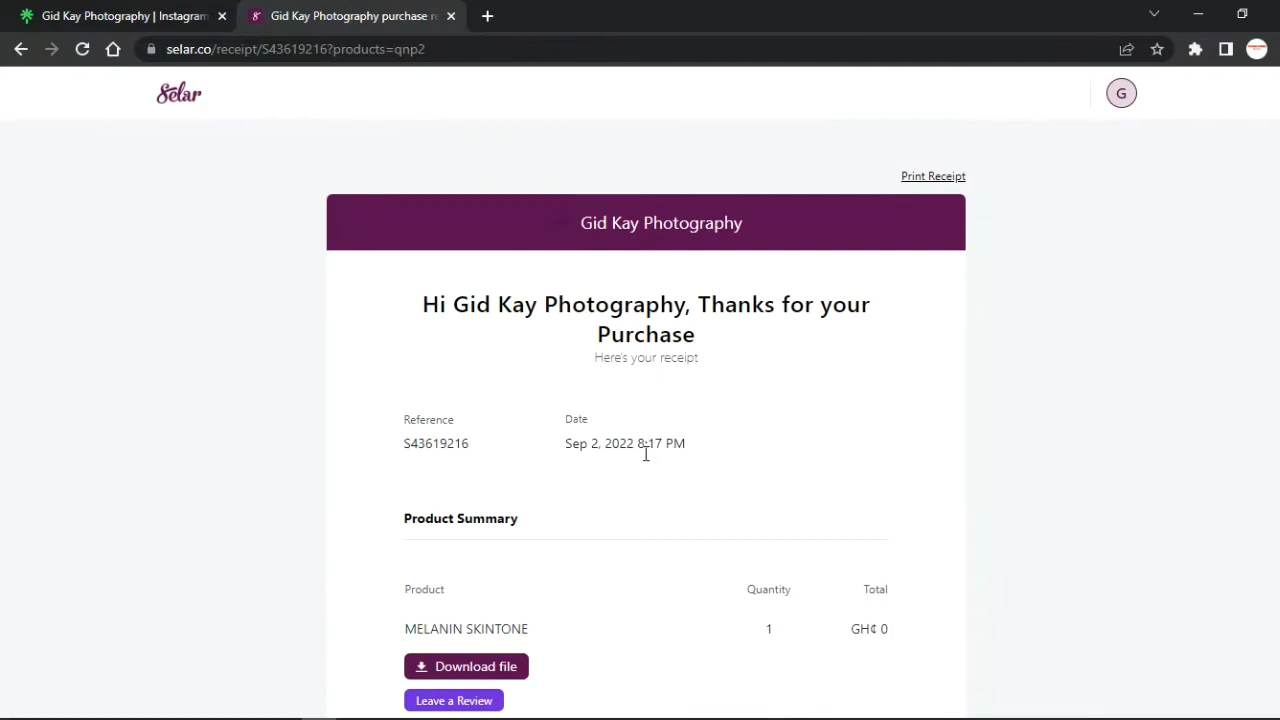 Gid Kay Photography | Instagram
Gid Kay Photography purchase re
selar.co/receipt/S43619216?products=qnp2
Selar
G
Print Receipt
Gid Kay Photography
Hi Gid Kay Photography, Thanks for your
Purchase
Here's your receipt
Reference Date
S43619216 Sep 2, 2022 8:17 PM
Product Summary
Product Quantity Total
MELANIN SKINTONE 1 GH₵ 0
Download file
Leave a Review